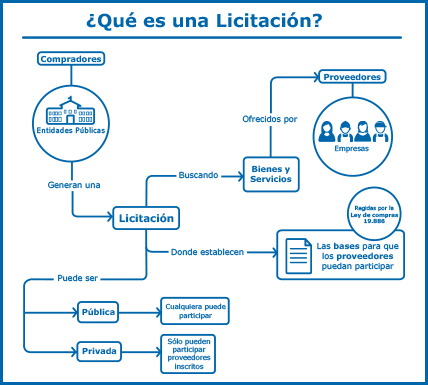 ¿Qué es una Licitación?
Compradores
Entidades Públicas
Generan una
Licitación
Buscando
Bienes y
Servicios
Ofrecidos por
Proveedores
Empresas
Donde establecen
Regidas por la
Ley de compras
19.886
Las bases para que
los proveedores
puedan participar
Puede ser
Pública
Cualquiera puede
participar
Privada
Sólo pueden
participar
proveedores
inscritos